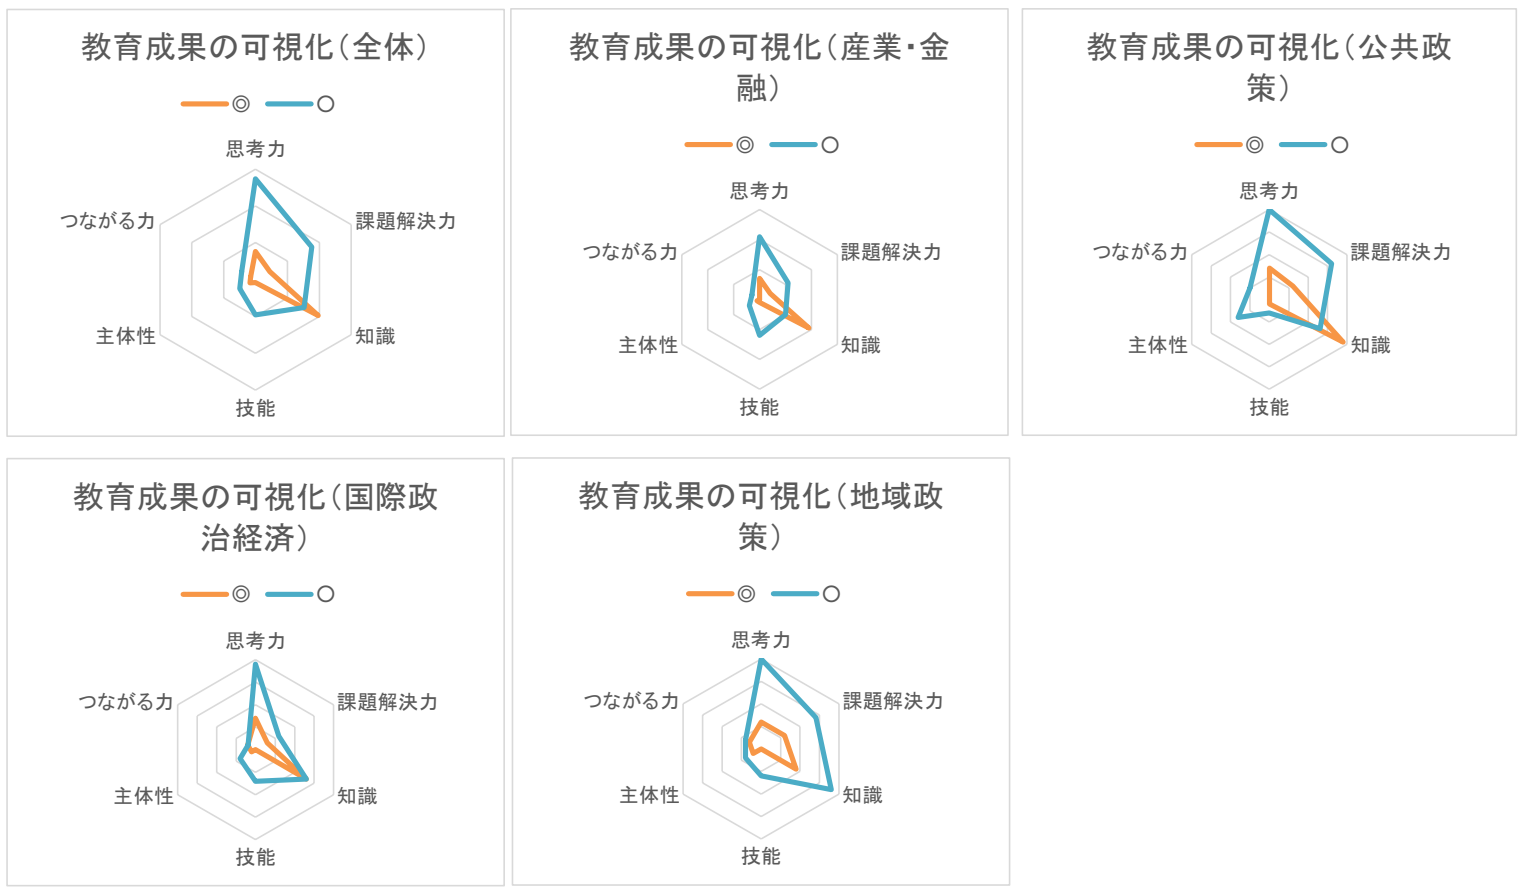 教育成果の可視化（全体）
◎ ○
思考力
つながる力 課題解決力
主体性 知識
技能
教育成果の可視化（産業・金
融）
◎ ○
思考力
つながる力 課題解決力
主体性 知識
技能
教育成果の可視化（公共政
策）
◎ ○
思考力
つながる力 課題解決力
主体性 知識
技能
教育成果の可視化（国際政
治経済）
◎ ○
思考力
つながる力 課題解決力
主体性 知識
技能
教育成果の可視化（地域政
策）
◎ ○
思考力
つながる力 課題解決力
主体性 知識
技能